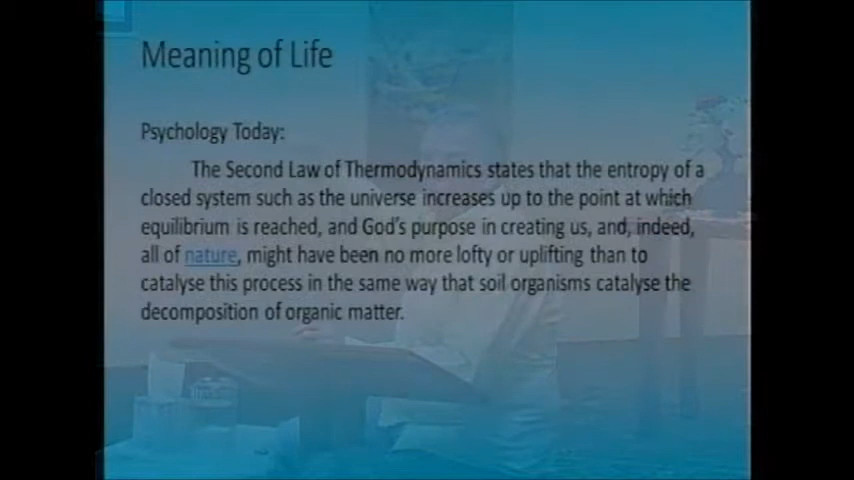 Meaning of Life
Psychology Today:
The Second Law of Thermodynamics states that the entropy of a
closed system such as the universe increases up to the point at which
equilibrium is reached, and God's purpose in creating us, and, indeed,
all of nature, might have been no more lofty or uplifting than to
catalyse this process in the same way that soil organisms catalyse the
decomposition of organic matter.